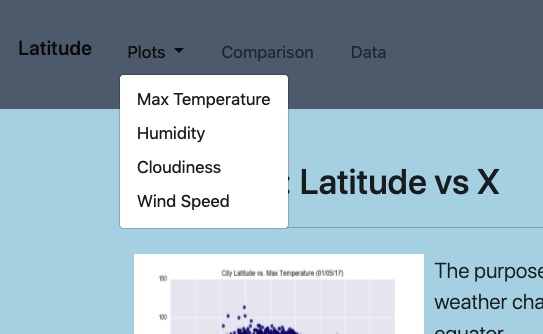 Latitude Plots Comparison Data
Max Temperature
Humidity
Cloudiness
Wind Speed
: Latitude vs X
City Latitude vs. Max Temperature (01/05/17)
150
100
The purpose
weather cha
equator